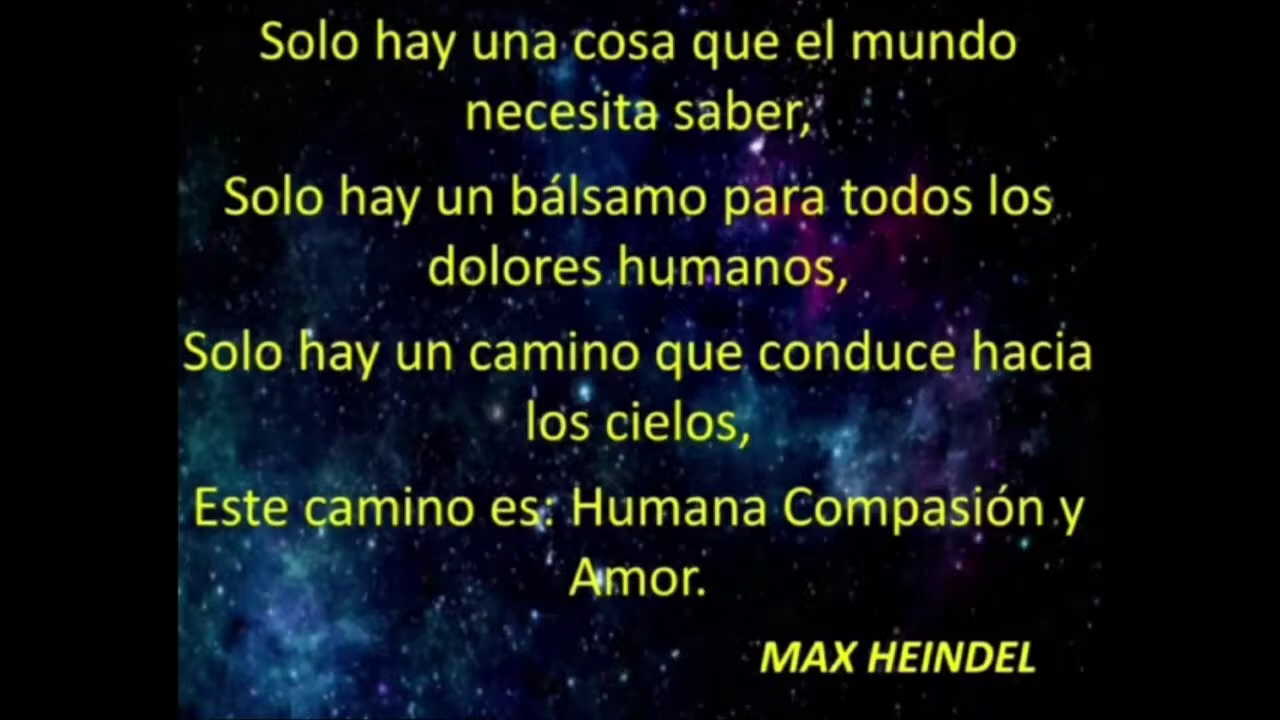 Solo hay una cosa que el mundo
necesita saber,
Solo hay un bálsamo para todos los
dolores humanos,
Solo hay un camino que conduce hacia
los cielos,
Este camino es: Humana Compasión y
Amor.
MAX HEINDEL